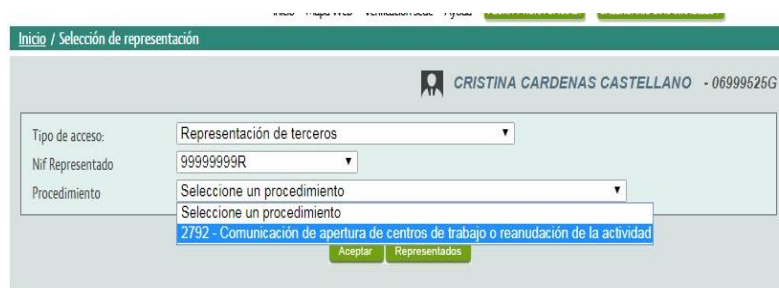 Inicio / Selección de representación
CRISTINA CARDENAS CASTELLANO - 06999525G
Tipo de acceso: Representación de terceros
Nif Representado 99999999R
Procedimiento Seleccione un procedimiento
Seleccione un procedimiento
2792 - Comunicación de apertura de centros de trabajo o reanudación de la actividad
Aceptar Representados